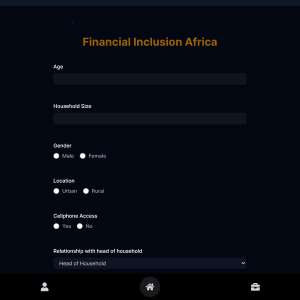 Financial Inclusion Africa
Age
Household Size
Gender
Male Female
Location
Urban Rural
Cellphone Access
Yes No
Relationship with head of household
Head of Household